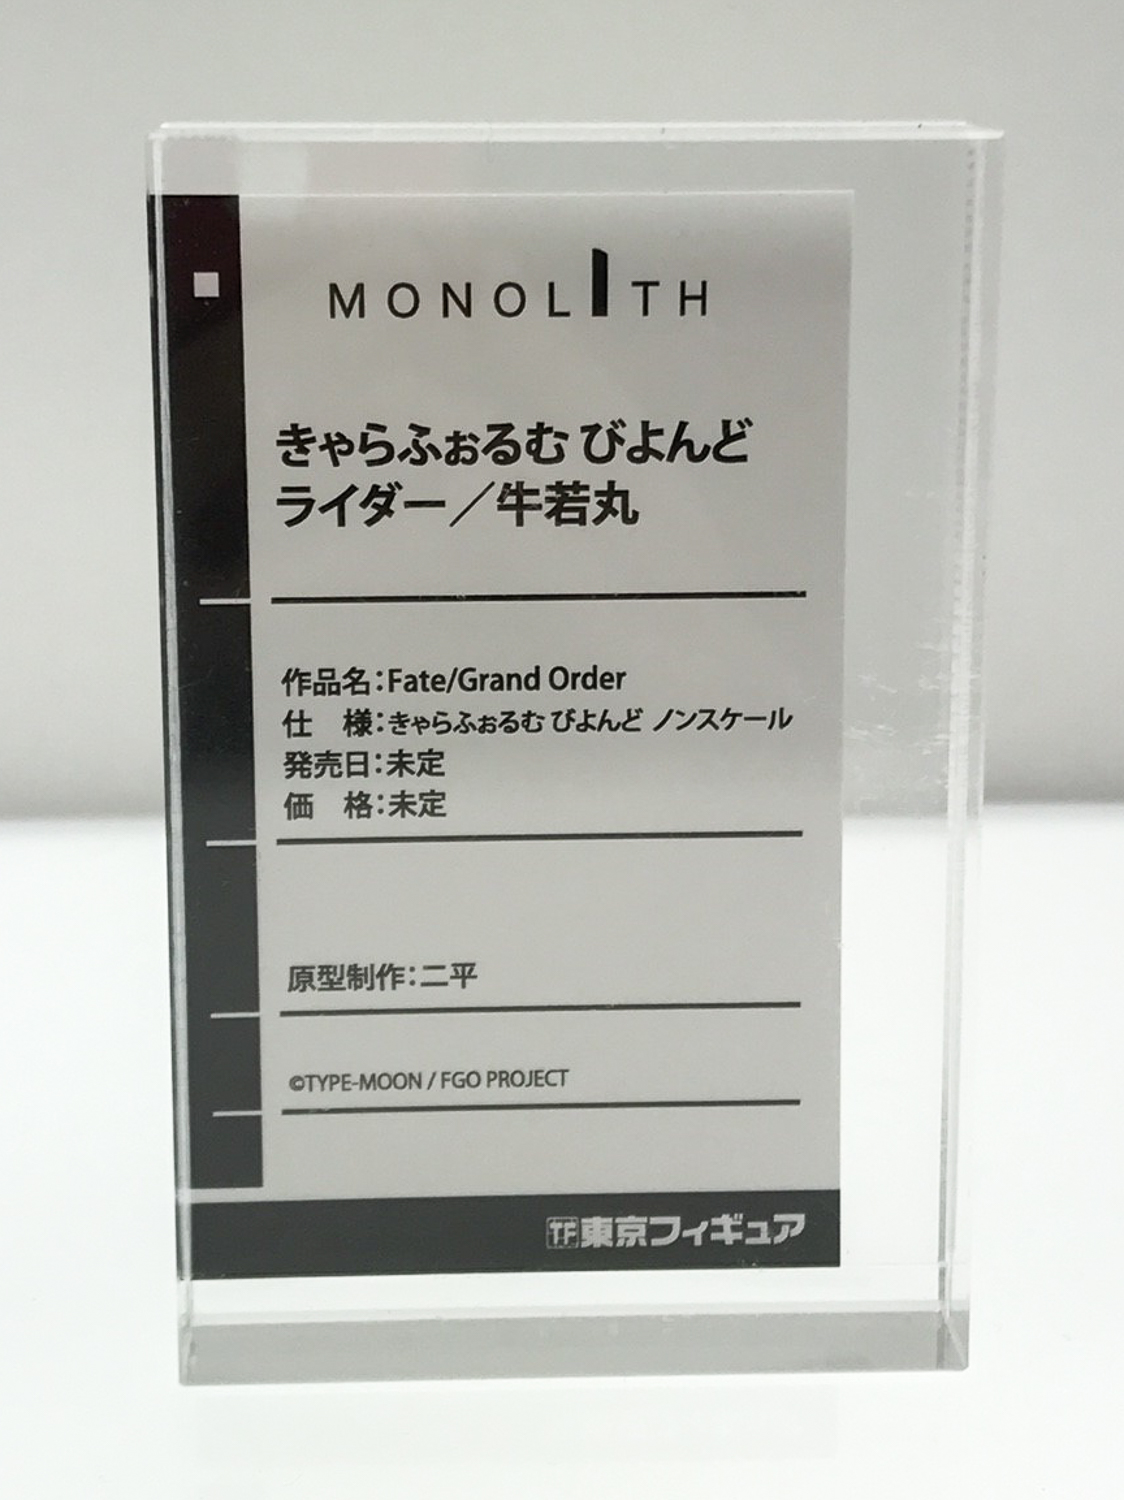 MONOLITH
きゃらふぉるむ びよんど
ライダー／牛若丸
作品名：Fate/Grand Order
仕　様：きゃらふぉるむ びよんど ノンスケール
発売日：未定
価　格：未定
原型制作：二平
©TYPE-MOON / FGO PROJECT
TF東京フィギュア